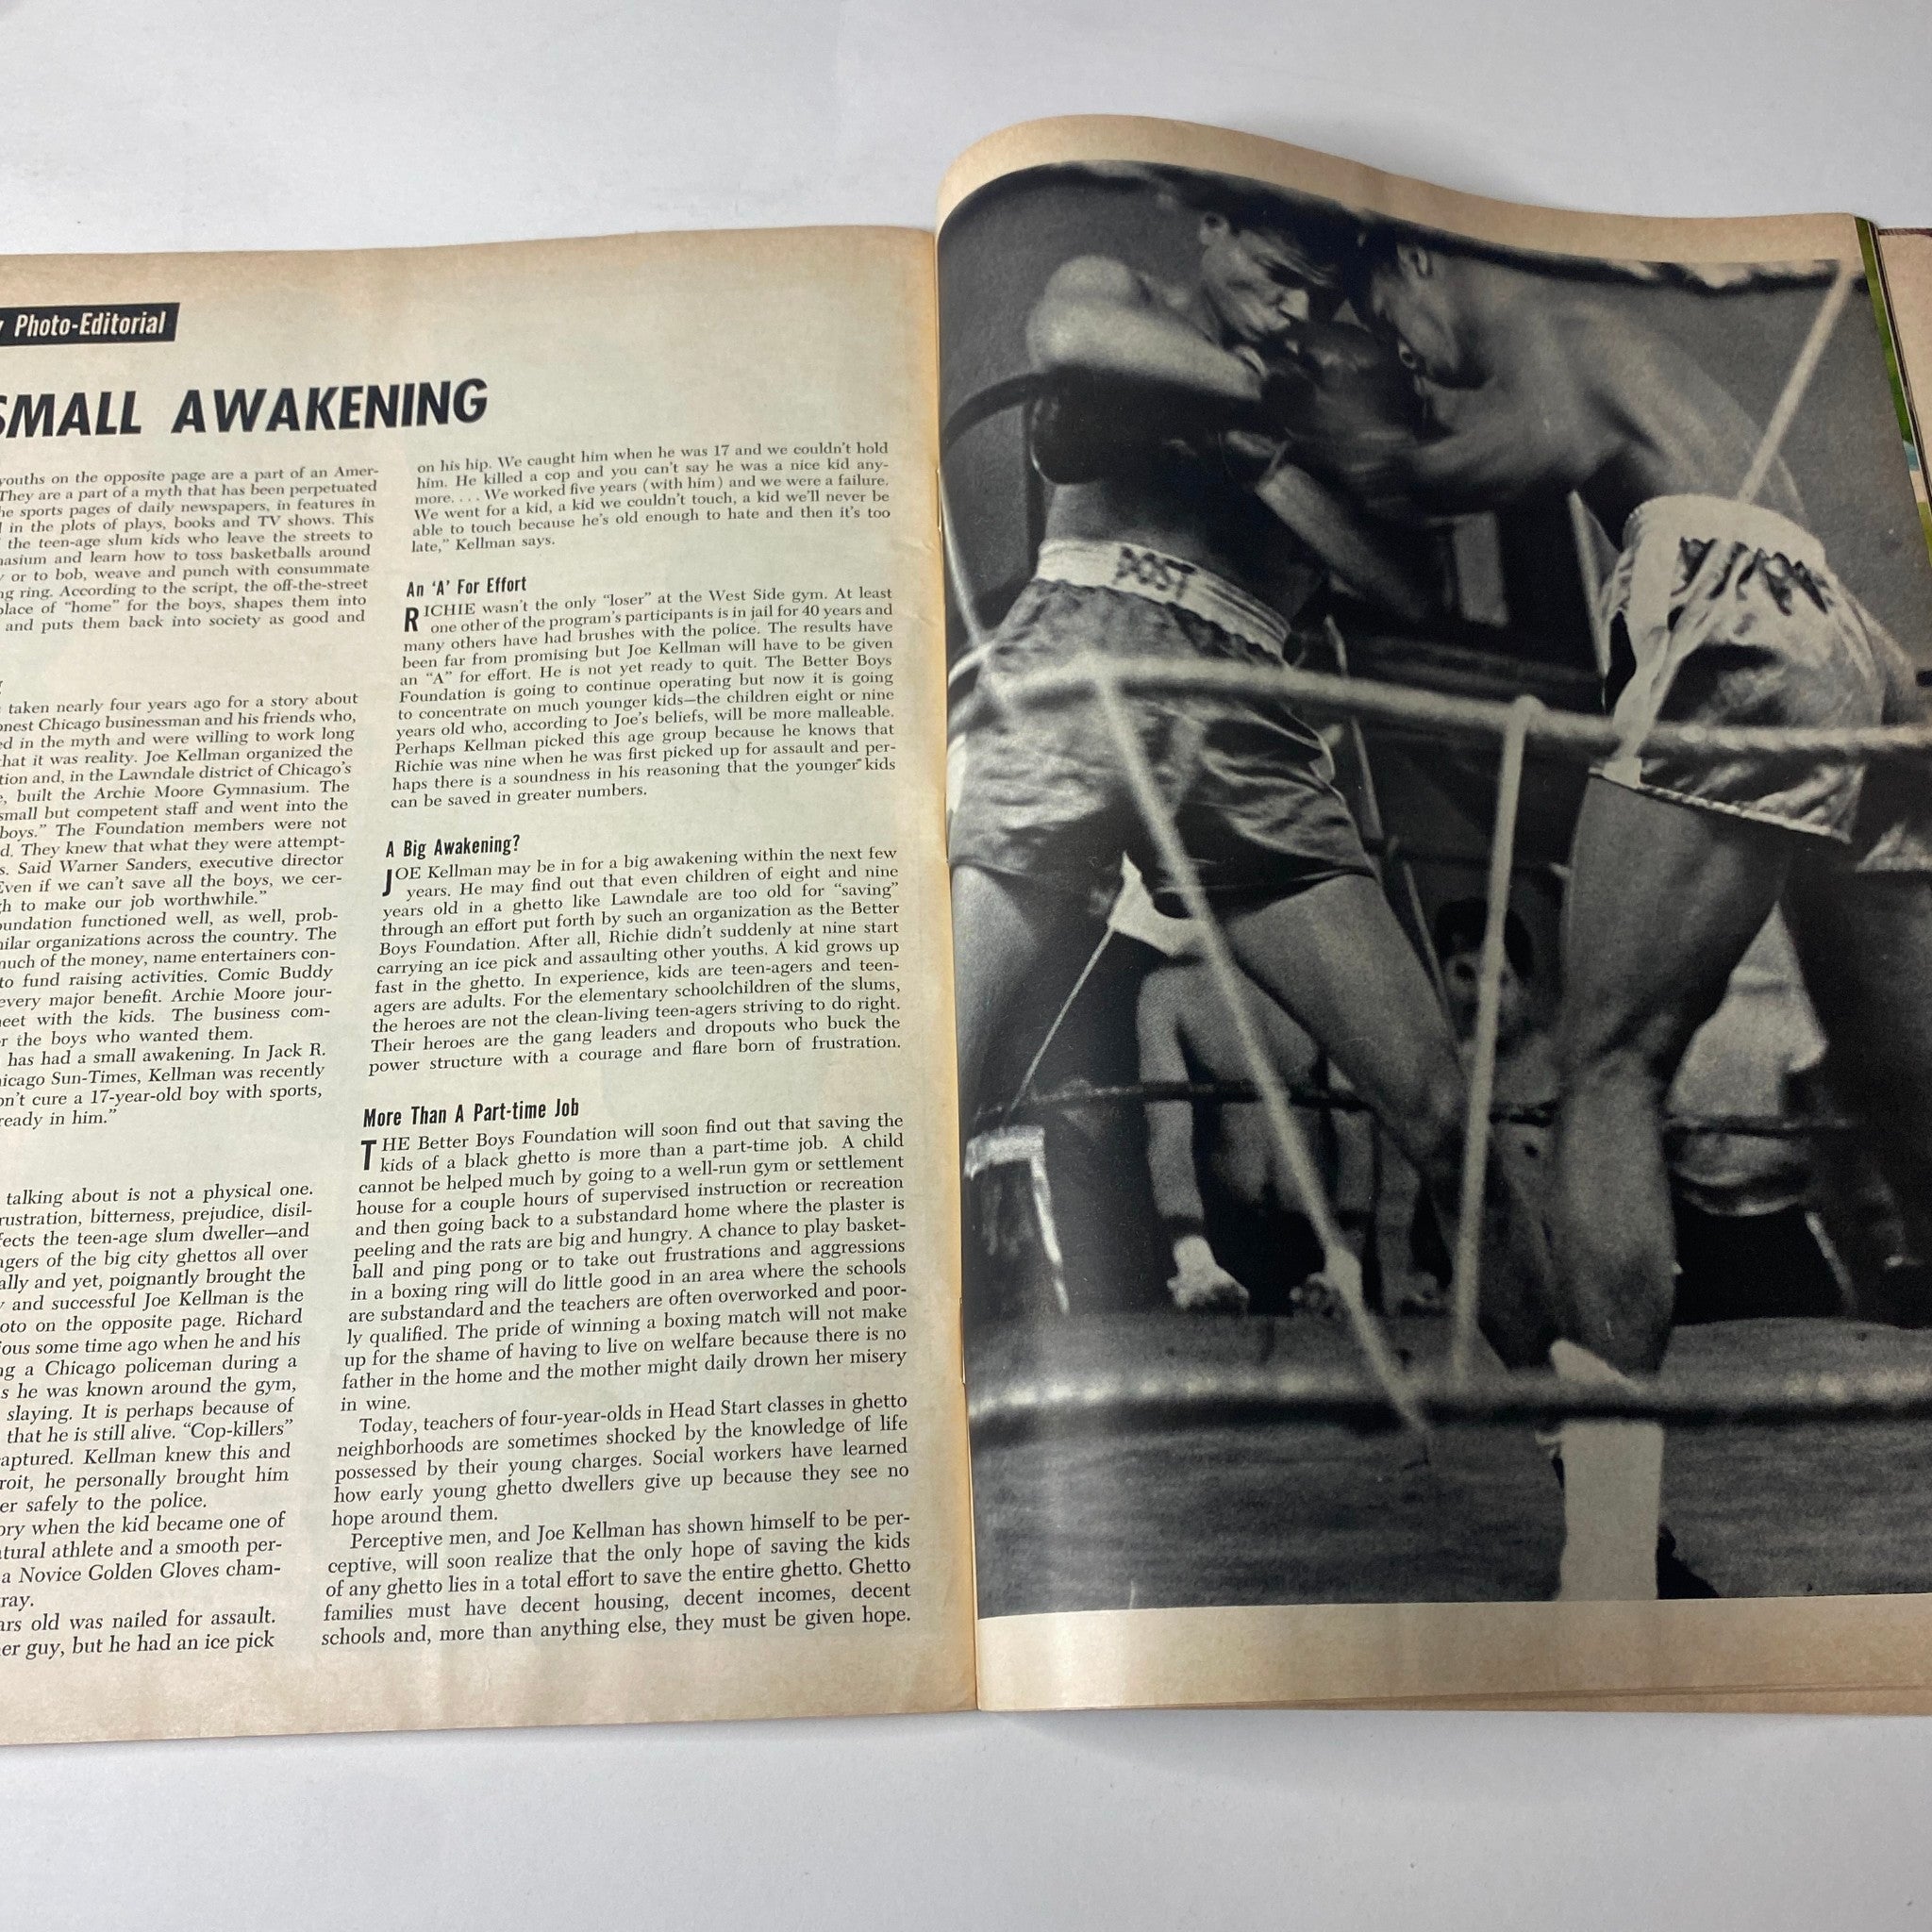 Photo-Editorial
SMALL AWAKENING
youths on the opposite page are a part of an Amer-
They are a part of a myth that has been perpetuated
he sports pages of daily newspapers, in features in
in the plots of plays, books and TV shows. This
the teen-age slum kids who leave the streets to
nasium and learn how to toss basketballs around
or to bob, weave and punch with consummate
ng ring. According to the script, the off-the-street
place of "home" for the boys, shapes them into
and puts them back into society as good and
taken nearly four years ago for a story about
onest Chicago businessman and his friends who,
ed in the myth and were willing to work long
hat it was reality. Joe Kellman organized the
tion and, in the Lawndale district of Chicago's
e, built the Archie Moore Gymnasium. The
small but competent staff and went into the
boys." The Foundation members were not
d. They knew that what they were attempt-
s. Said Warner Sanders, executive director
Even if we can't save all the boys, we cer-
gh to make our job worthwhile."
oundation functioned well, as well, prob-
milar organizations across the country. The
much of the money, name entertainers con-
to fund raising activities. Comic Buddy
every major benefit. Archie Moore jour-
neet with the kids. The business com-
r the boys who wanted them.
has had a small awakening. In Jack R.
hicago Sun-Times, Kellman was recently
on't cure a 17-year-old boy with sports,
ready in him."
talking about is not a physical one.
rustration, bitterness, prejudice, disil-
fects the teen-age slum dweller—and
agers of the big city ghettos all over
ally and yet, poignantly brought the
y and successful Joe Kellman is the
oto on the opposite page. Richard
ious some time ago when he and his
ng a Chicago policeman during a
s he was known around the gym,
slaying. It is perhaps because of
that he is still alive. "Cop-killers"
captured. Kellman knew this and
roit, he personally brought him
er safely to the police.
ory when the kid became one of
tural athlete and a smooth per-
a Novice Golden Gloves cham-
ray.
ars old was nailed for assault.
er guy, but he had an ice pick
on his hip. We caught him when he was 17 and we couldn't hold
him. He killed a cop and you can't say he was a nice kid any-
more. . . . We worked five years (with him) and we were a failure.
We went for a kid, a kid we couldn't touch, a kid we'll never be
able to touch because he's old enough to hate and then it's too
late," Kellman says.
An 'A' For Effort
RICHIE wasn't the only "loser" at the West Side gym. At least
one other of the program's participants is in jail for 40 years and
many others have had brushes with the police. The results have
been far from promising but Joe Kellman will have to be given
an "A" for effort. He is not yet ready to quit. The Better Boys
Foundation is going to continue operating but now it is going
to concentrate on much younger kids—the children eight or nine
years old who, according to Joe's beliefs, will be more malleable.
Perhaps Kellman picked this age group because he knows that
Richie was nine when he was first picked up for assault and per-
haps there is a soundness in his reasoning that the younger kids
can be saved in greater numbers.
A Big Awakening?
JOE Kellman may be in for a big awakening within the next few
years. He may find out that even children of eight and nine
years old in a ghetto like Lawndale are too old for "saving"
through an effort put forth by such an organization as the Better
Boys Foundation. After all, Richie didn't suddenly at nine start
carrying an ice pick and assaulting other youths. A kid grows up
fast in the ghetto. In experience, kids are teen-agers and teen-
agers are adults. For the elementary schoolchildren of the slums,
the heroes are not the clean-living teen-agers striving to do right.
Their heroes are the gang leaders and dropouts who buck the
power structure with a courage and flare born of frustration.
More Than A Part-time Job
THE Better Boys Foundation will soon find out that saving the
kids of a black ghetto is more than a part-time job. A child
cannot be helped much by going to a well-run gym or settlement
house for a couple hours of supervised instruction or recreation
and then going back to a substandard home where the plaster is
peeling and the rats are big and hungry. A chance to play basket-
ball and ping pong or to take out frustrations and aggressions
in a boxing ring will do little good in an area where the schools
are substandard and the teachers are often overworked and poor-
ly qualified. The pride of winning a boxing match will not make
up for the shame of having to live on welfare because there is no
father in the home and the mother might daily drown her misery
in wine.
Today, teachers of four-year-olds in Head Start classes in ghetto
neighborhoods are sometimes shocked by the knowledge of life
possessed by their young charges. Social workers have learned
how early young ghetto dwellers give up because they see no
hope around them.
Perceptive men, and Joe Kellman has shown himself to be per-
ceptive, will soon realize that the only hope of saving the kids
of any ghetto lies in a total effort to save the entire ghetto. Ghetto
families must have decent housing, decent incomes, decent
schools and, more than anything else, they must be given hope.
POST